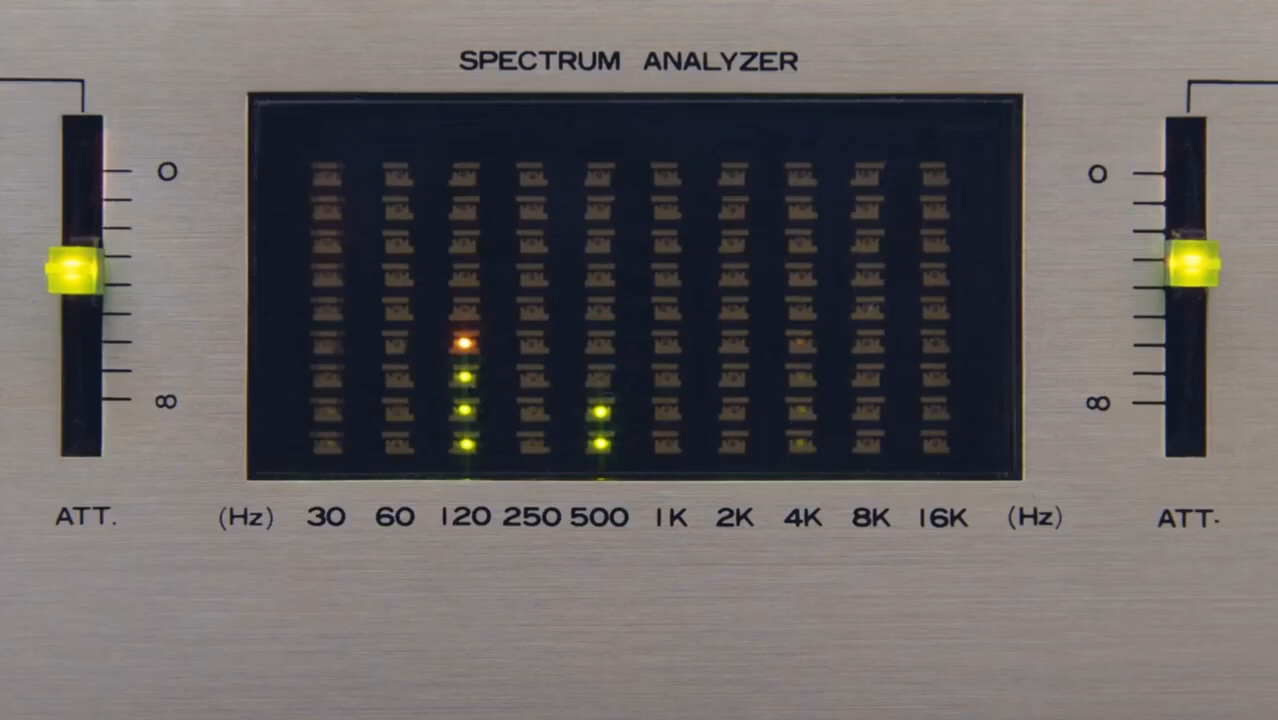 SPECTRUM ANALYZER
0 0
∞ ∞
ATT. (Hz) 30 60 120 250 500 1K 2K 4K 8K 16K (Hz) ATT.